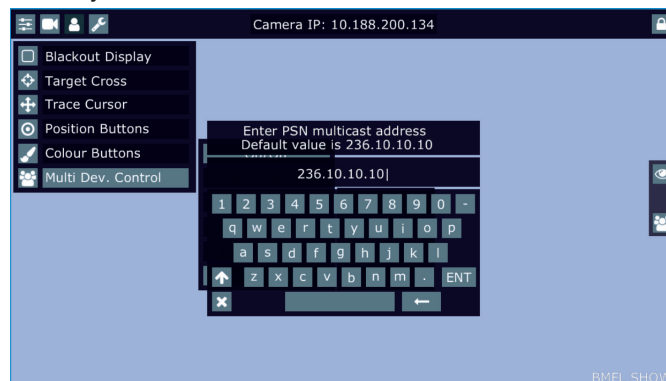 Camera IP: 10.188.200.134
Blackout Display
Target Cross
Trace Cursor
Position Buttons
Colour Buttons
Multi Dev. Control
Enter PSN multicast address
Default value is 236.10.10.10
236.10.10.10
1 2 3 4 5 6 7 8 9 0 -
q w e r t y u i o p
a s d f g h j k l
z x c v b n m . ENT
BMFL SHOW